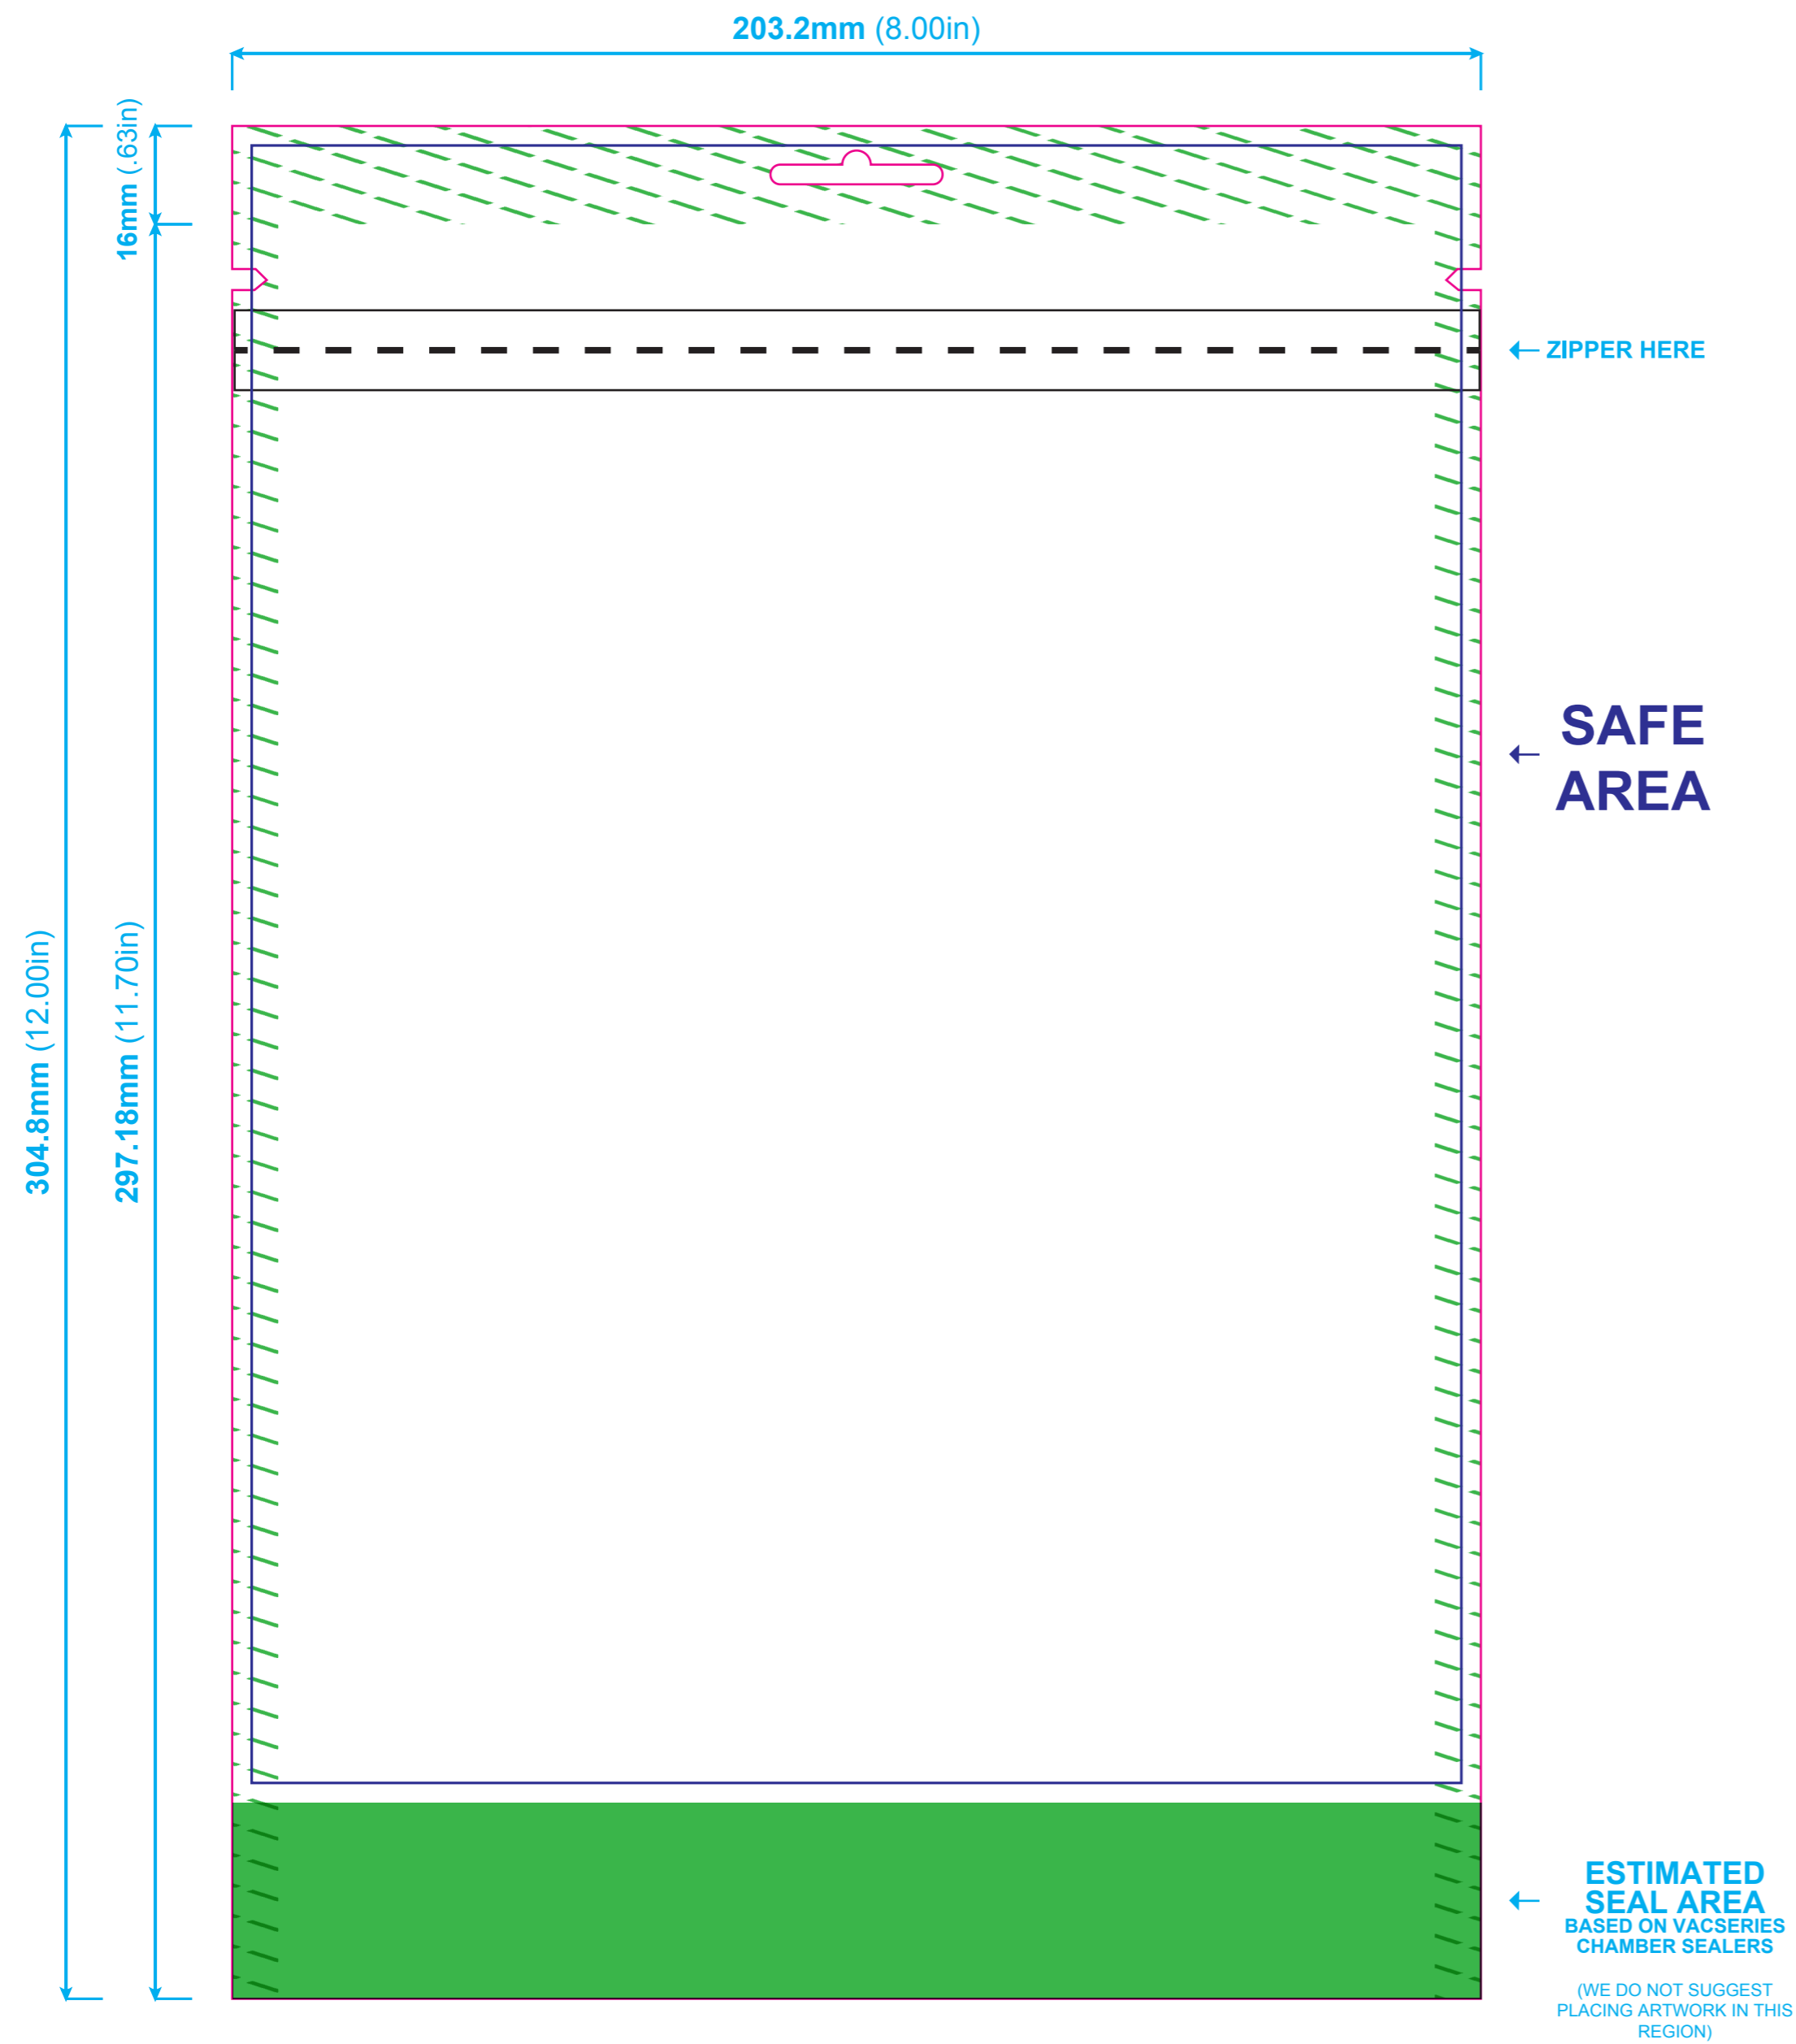 203.2mm (8.00in)
16mm (.63in)
304.8mm (12.00in)
297.18mm (11.70in)
ZIPPER HERE
SAFE
AREA
ESTIMATED
SEAL AREA
BASED ON VACSERIES
CHAMBER SEALERS
(WE DO NOT SUGGEST
PLACING ARTWORK IN THIS
REGION)